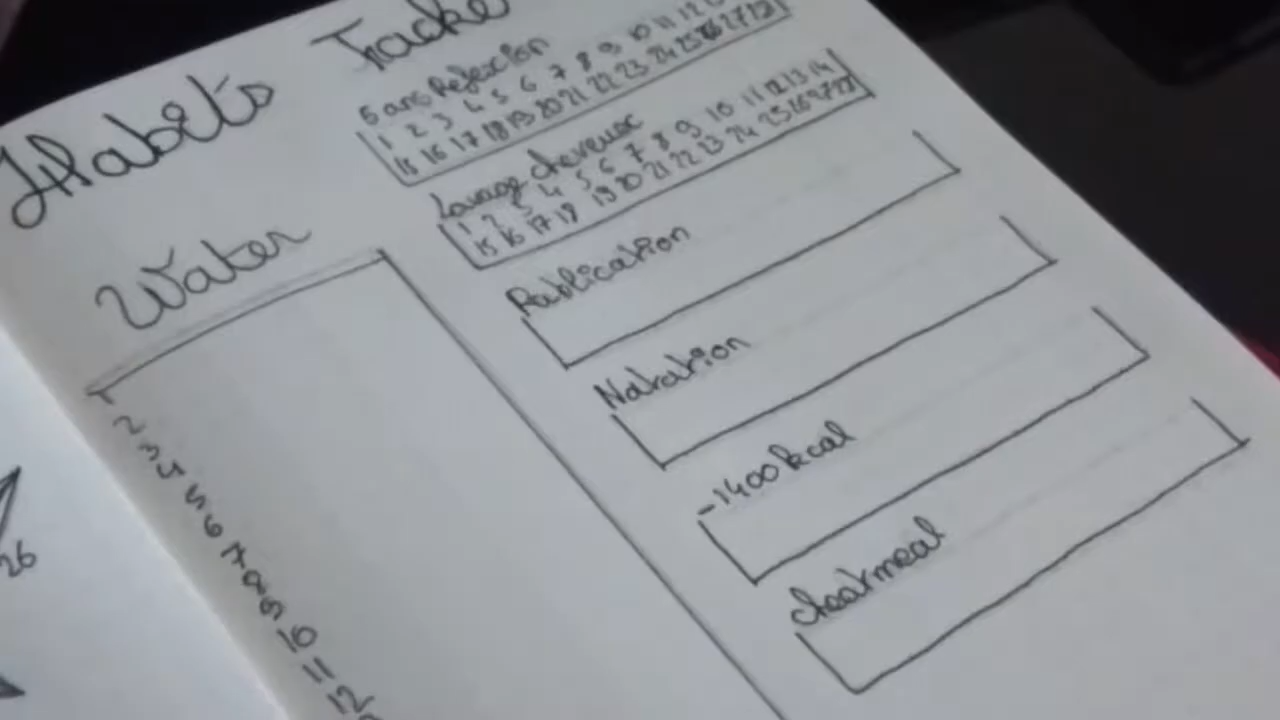 Habits Tracke
Water
1
2
3
4
5
6
7
8
9
10
11
12
5 ans Réflexion
1 2 3 4 5 6 7 8 9 10 11 12
15 16 17 18 19 20 21 22 23 24 25 26 27 28
Lavage cheveux
1 2 3 4 5 6 7 8 9 10 11 12 13 14
15 16 17 18 19 20 21 22 23 24 25 26 27 28
Publication
Natation
-1400 kcal
cheatmeal
26